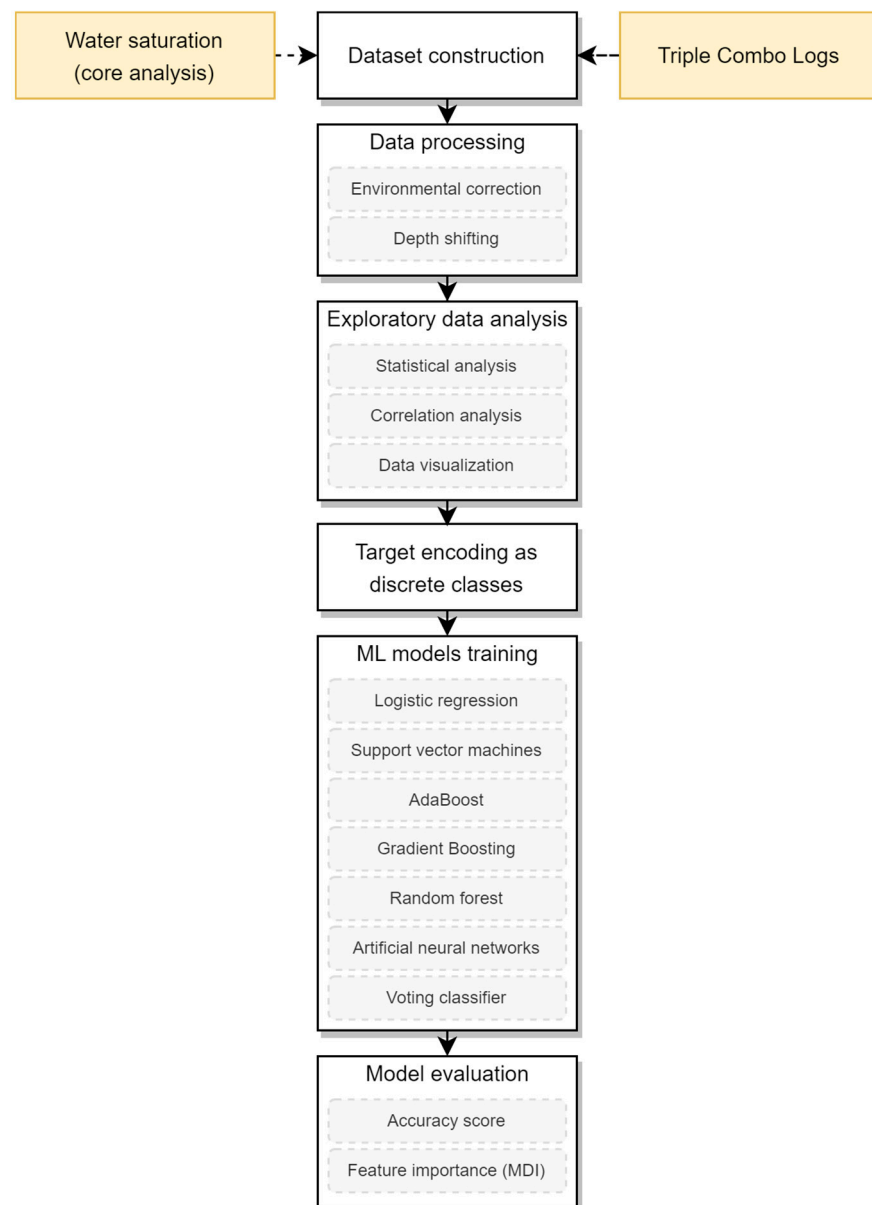 Water saturation
(core analysis)
Dataset construction
Triple Combo Logs
Data processing
Environmental correction
Depth shifting
Exploratory data analysis
Statistical analysis
Correlation analysis
Data visualization
Target encoding as
discrete classes
ML models training
Logistic regression
Support vector machines
AdaBoost
Gradient Boosting
Random forest
Artificial neural networks
Voting classifier
Model evaluation
Accuracy score
Feature importance (MDI)